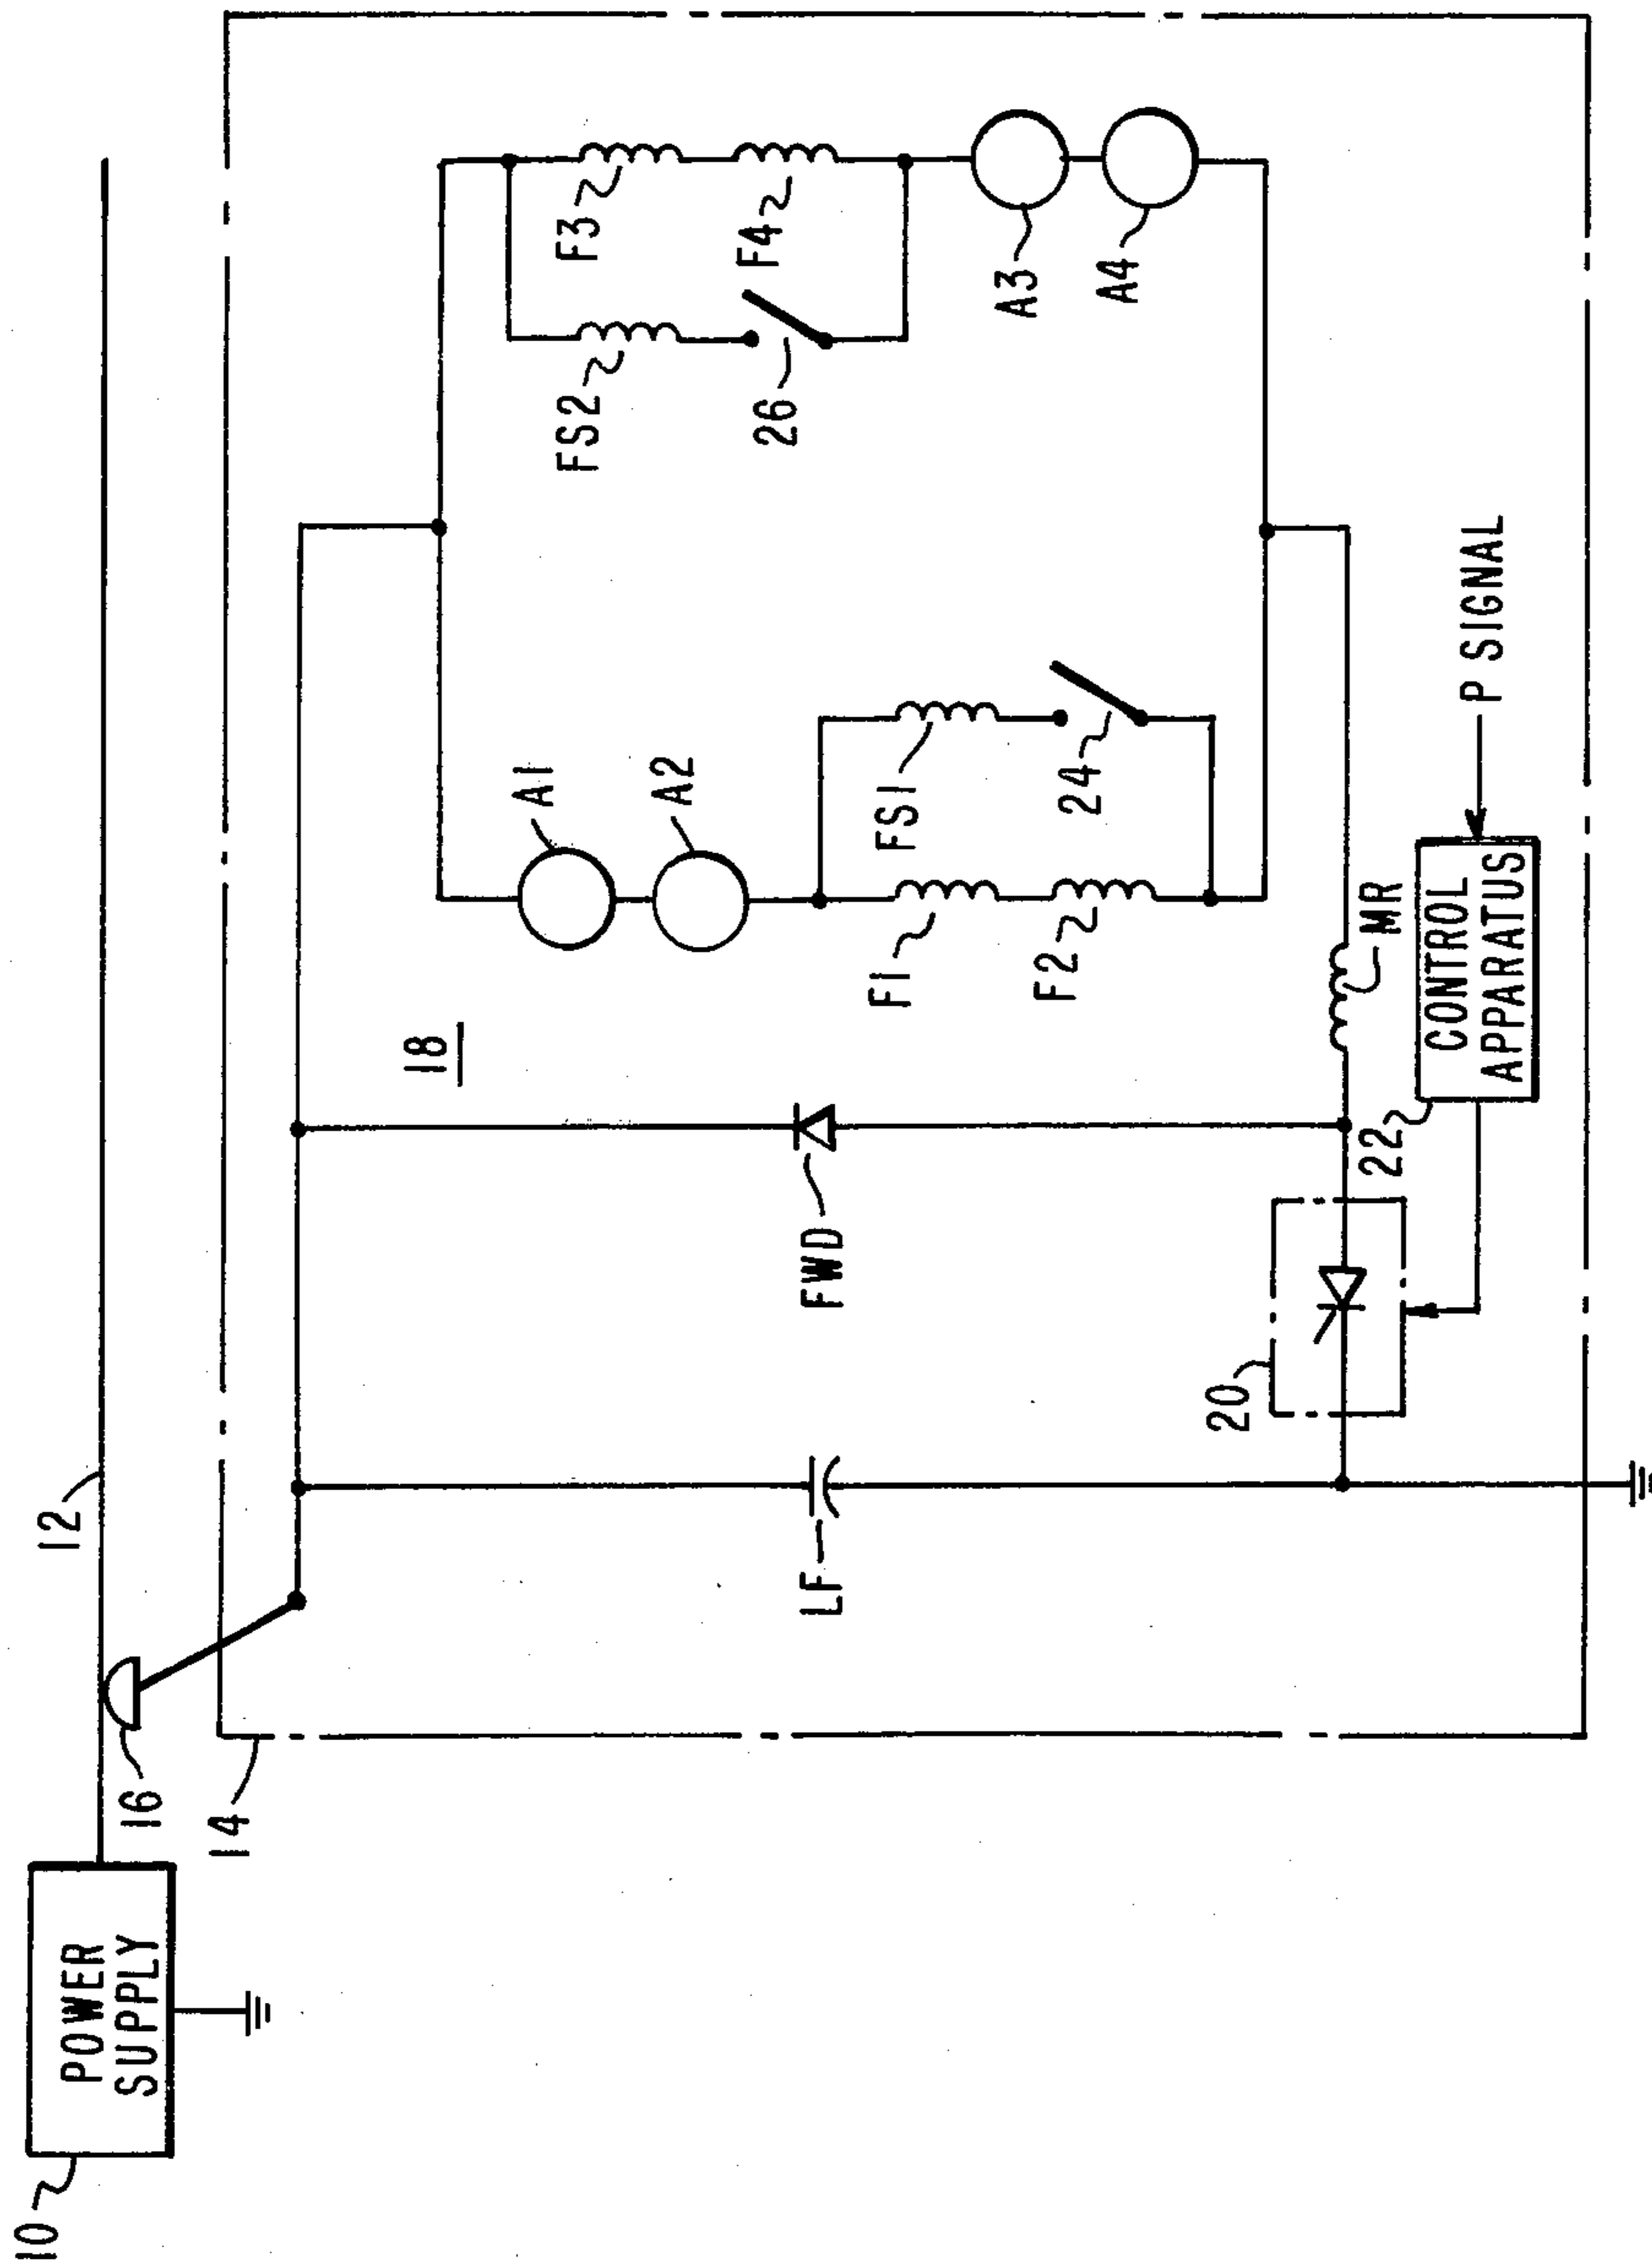 10
POWER
SUPPLY
16
12
14
18
LF
FWD
20
22
CONTROL
APPARATUS
P SIGNAL
MR
A1
A2
F1
F2
FS1
24
FS2
26
F3
F4
A3
A4